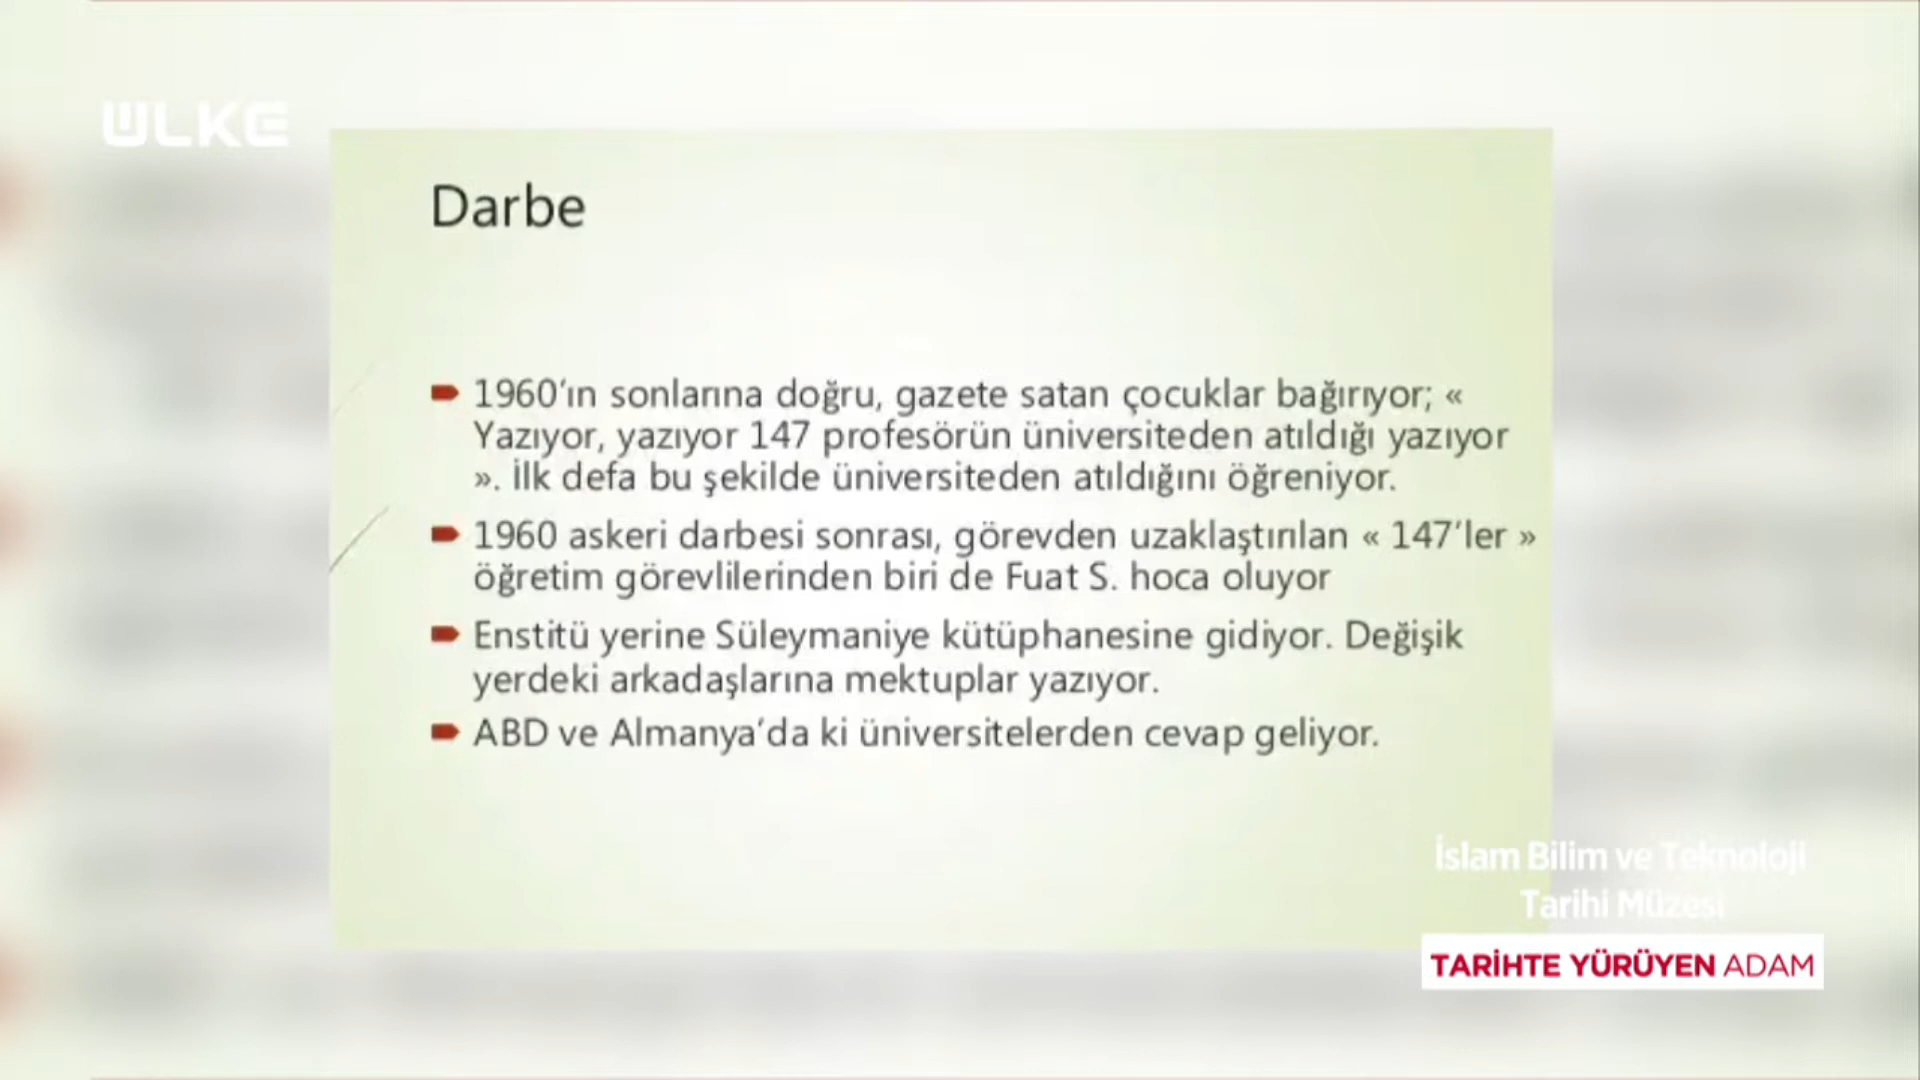 ÜLKE
Darbe
1960’ın sonlarına doğru, gazete satan çocuklar bağırıyor; «
Yazıyor, yazıyor 147 profesörün üniversiteden atıldığı yazıyor
». İlk defa bu şekilde üniversiteden atıldığını öğreniyor.
1960 askeri darbesi sonrası, görevden uzaklaştırılan « 147’ler »
öğretim görevlilerinden biri de Fuat S. hoca oluyor
Enstitü yerine Süleymaniye kütüphanesine gidiyor. Değişik
yerdeki arkadaşlarına mektuplar yazıyor.
ABD ve Almanya’da ki üniversitelerden cevap geliyor.
İslam Bilim ve Teknoloji
Tarihi Müzesi
TARİHTE YÜRÜYEN ADAM